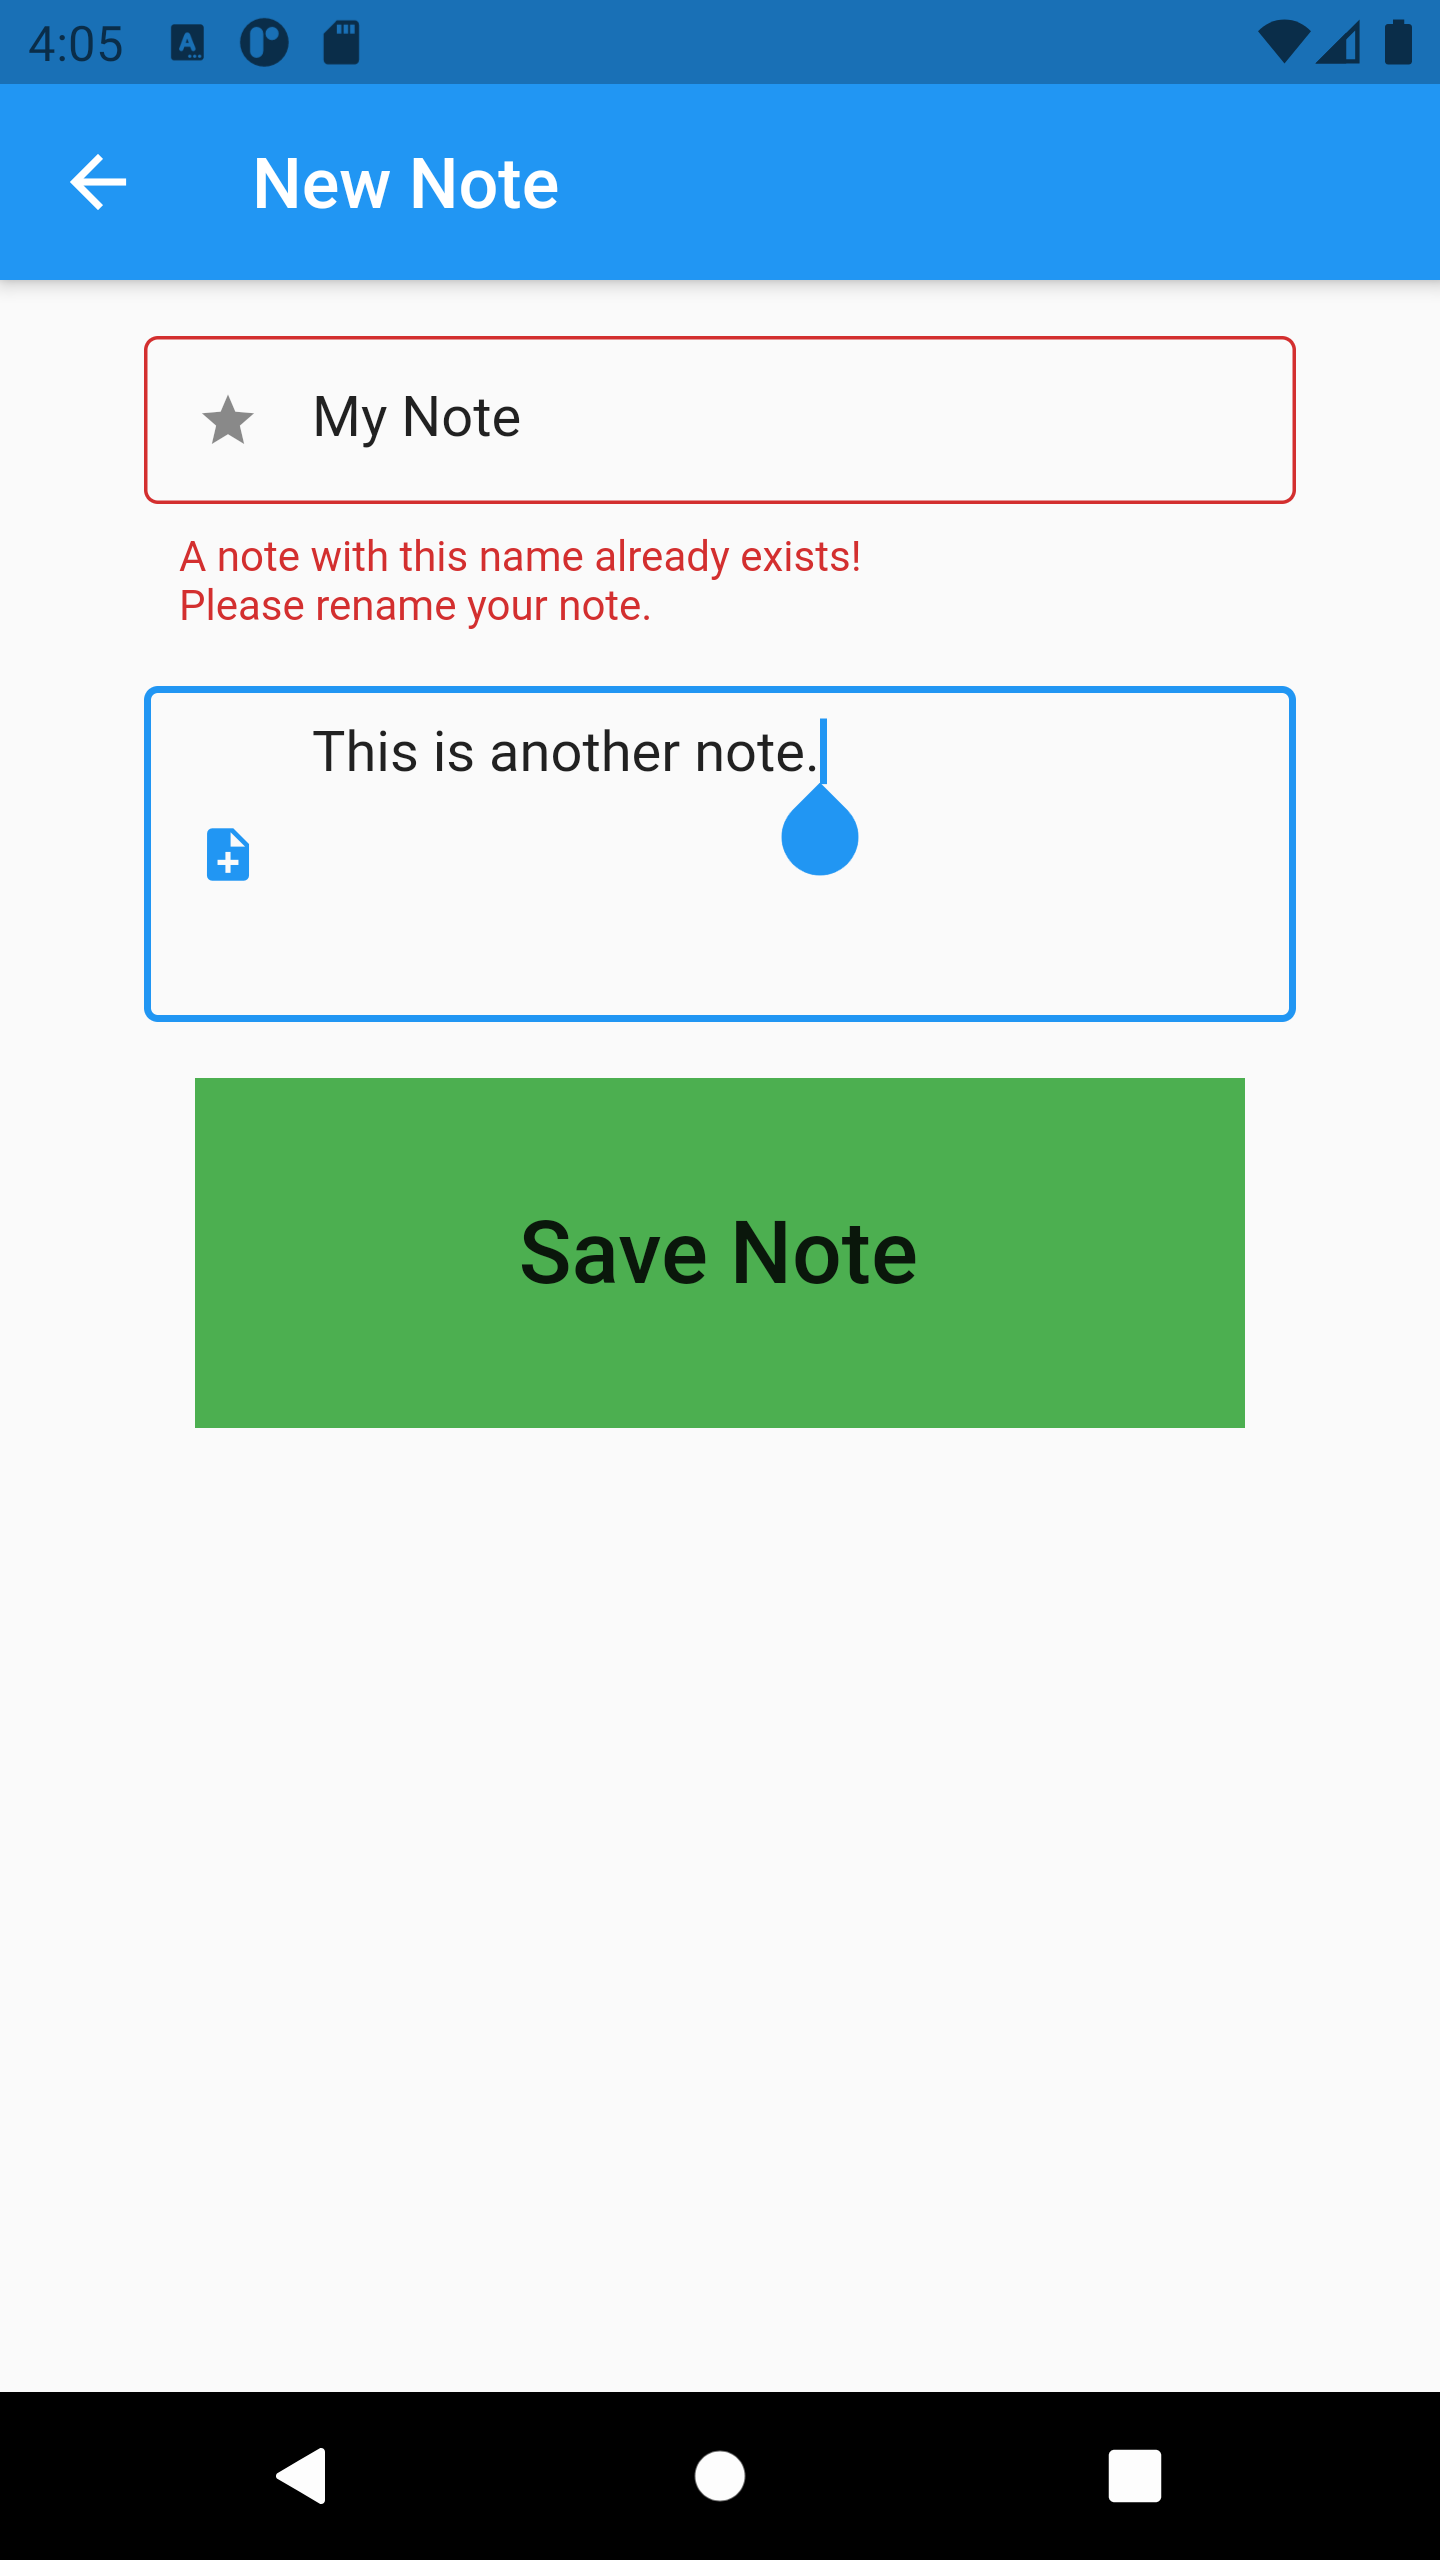 4:05
New Note
My Note
A note with this name already exists!
Please rename your note.
This is another note.
Save Note